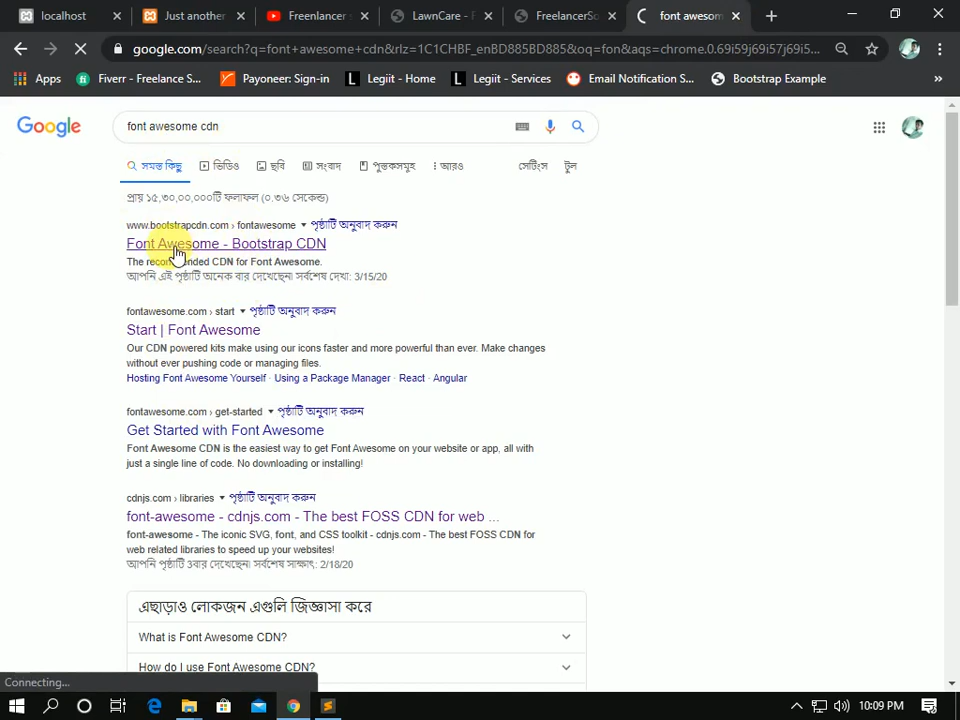 localhost
Just another
Freenlancer
LawCare - F
FreelancerSo
font awesom
google.com/search?q=font+awesome+cdn&rlz=1C1CHBF_enBD885BD885&oq=fon&aqs=chrome.0.69i59j69i57j69i5...
Apps
Fiverr - Freelance S...
Payoneer: Sign-in
Legiit - Home
Legiit - Services
Email Notification S...
Bootstrap Example
Google
font awesome cdn
সমস্ত কিছু
ভিডিও
ছবি
সংবাদ
পুস্তকসমূহ
আরও
সেটিংস
টুল
প্রায় ১৫,৩০,০০,০০০টি ফলাফল (০.৩৬ সেকেন্ড)
www.bootstrapcdn.com › fontawesome ▾ পৃষ্ঠাটি অনুবাদ করুন
Font Awesome - Bootstrap CDN
The recommended CDN for Font Awesome.
আপনি এই পৃষ্ঠাটি অনেক বার দেখেছেন৷ সর্বশেষ দেখা: 3/15/20
fontawesome.com › start ▾ পৃষ্ঠাটি অনুবাদ করুন
Start | Font Awesome
Our CDN powered kits make using our icons faster and more powerful than ever. Make changes
without ever pushing code or managing files.
Hosting Font Awesome Yourself · Using a Package Manager · React · Angular
fontawesome.com › get-started ▾ পৃষ্ঠাটি অনুবাদ করুন
Get Started with Font Awesome
Font Awesome CDN is the easiest way to get Font Awesome on your website or app, all with
just a single line of code. No downloading or installing!
cdnjs.com › libraries ▾ পৃষ্ঠাটি অনুবাদ করুন
font-awesome - cdnjs.com - The best FOSS CDN for web ...
font-awesome - The iconic SVG, font, and CSS toolkit - cdnjs.com - The best FOSS CDN for
web related libraries to speed up your websites!
আপনি পৃষ্ঠাটি 3বার দেখেছেন৷ সর্বশেষ সাক্ষাৎ: 2/18/20
এছাড়াও লোকজন এগুলি জিজ্ঞাসা করে
What is Font Awesome CDN?
How do I use Font Awesome CDN?
Connecting...
10:09 PM